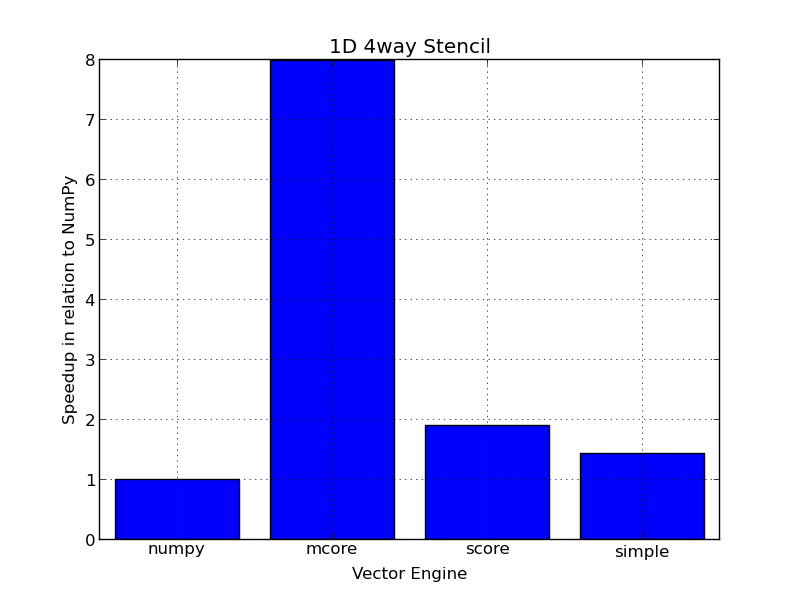 1D 4way Stencil
Speedup in relation to NumPy
8
7
6
5
4
3
2
1
0
numpy mcore score simple
Vector Engine